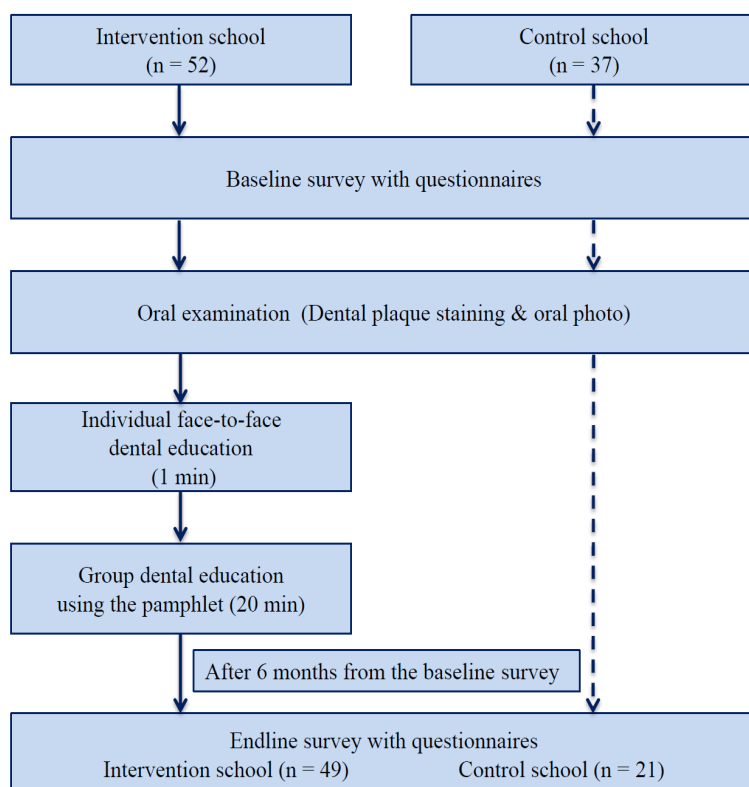 Intervention school
(n = 52)
Control school
(n = 37)
Baseline survey with questionnaires
Oral examination (Dental plaque staining & oral photo)
Individual face-to-face
dental education
(1 min)
Group dental education
using the pamphlet (20 min)
After 6 months from the baseline survey
Endline survey with questionnaires
Intervention school (n = 49) Control school (n = 21)